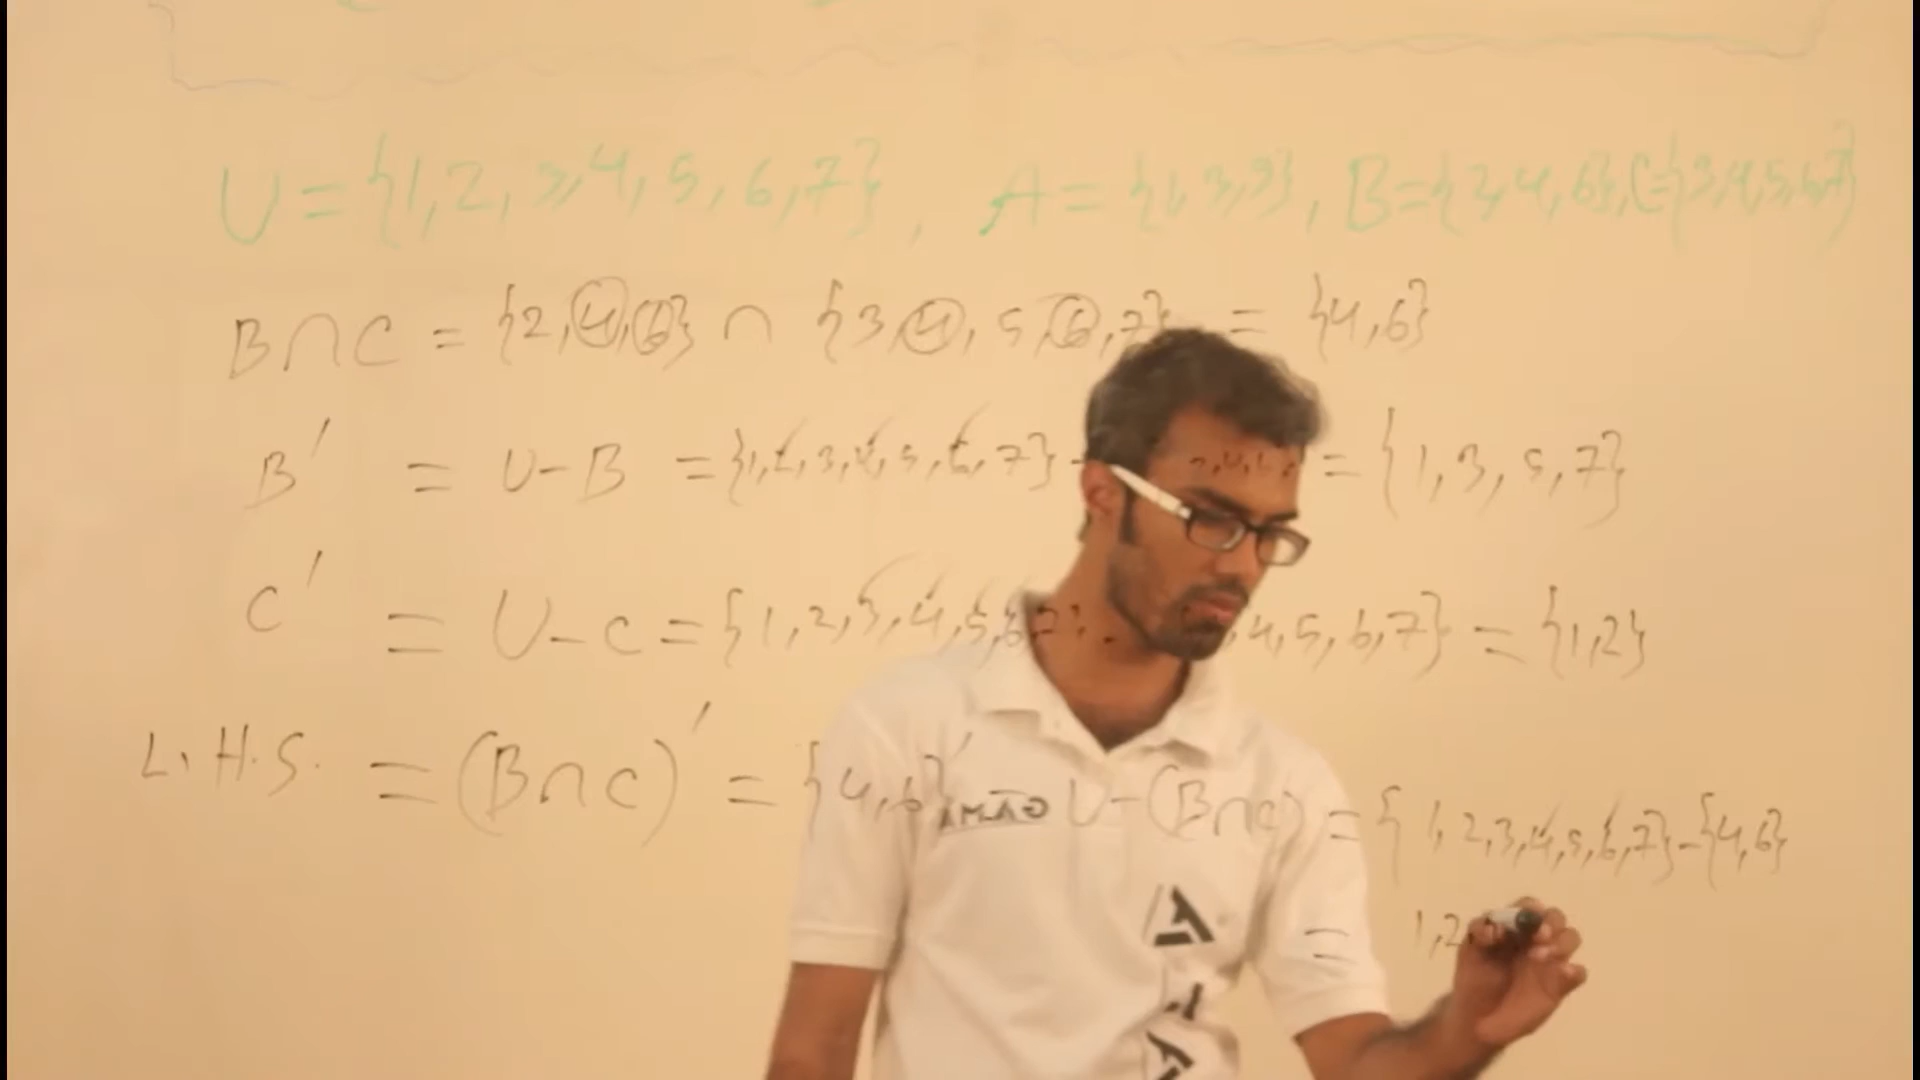 U = {1, 2, 3, 4, 5, 6, 7}, A = {1, 3, 5}, B = {2, 4, 6}, C = {3, 4, 5, 6, 7}
B ∩ C = {2, 4, 6} ∩ {3, 4, 5, 6, 7} = {4, 6}
B' = U - B = {1, 2, 3, 4, 5, 6, 7} - = {1, 3, 5, 7}
C' = U - C = {1, 2, 3, 4, 5, 6, 7} 4, 5, 6, 7} = {1, 2}
L.H.S. = (B ∩ C)' = {4, 6}' U - (B ∩ C) = {1, 2, 3, 4, 5, 6, 7} - {4, 6}
= 1, 2,